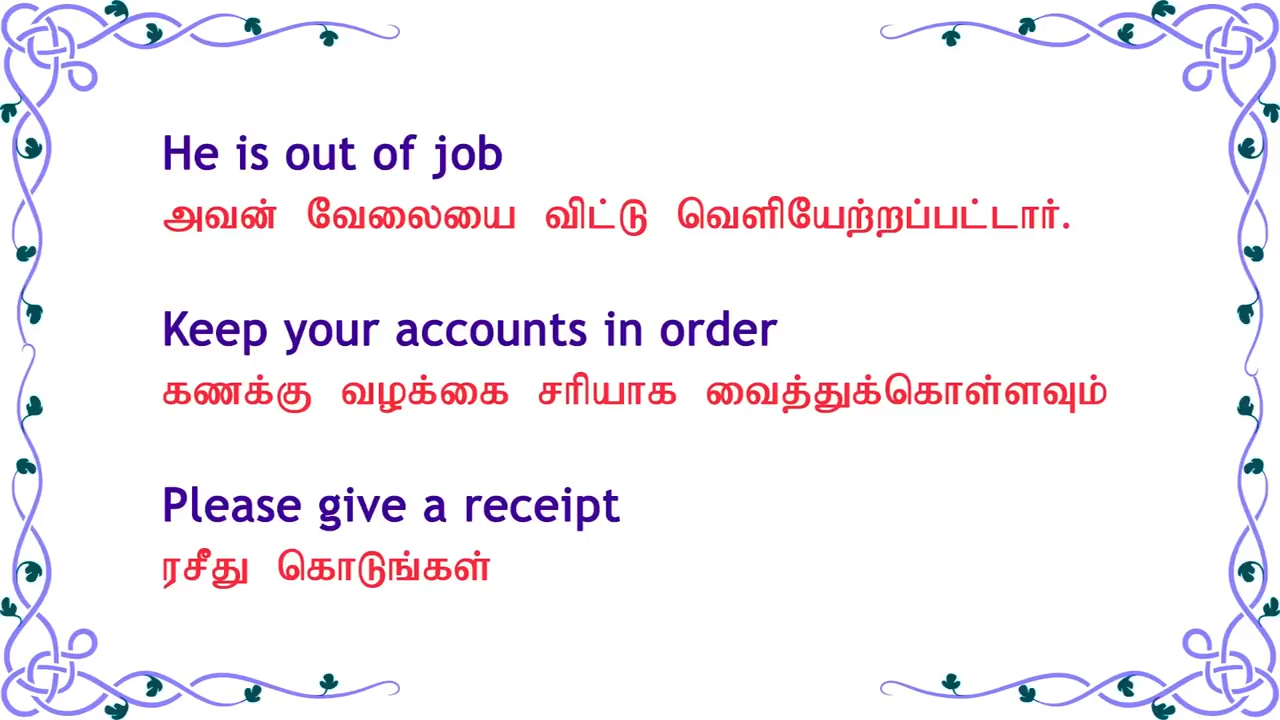 He is out of job
அவன் வேலையை விட்டு வெளியேற்றப்பட்டார்.
Keep your accounts in order
கணக்கு வழக்கை சரியாக வைத்துக்கொள்ளவும்
Please give a receipt
ரசீது கொடுங்கள்